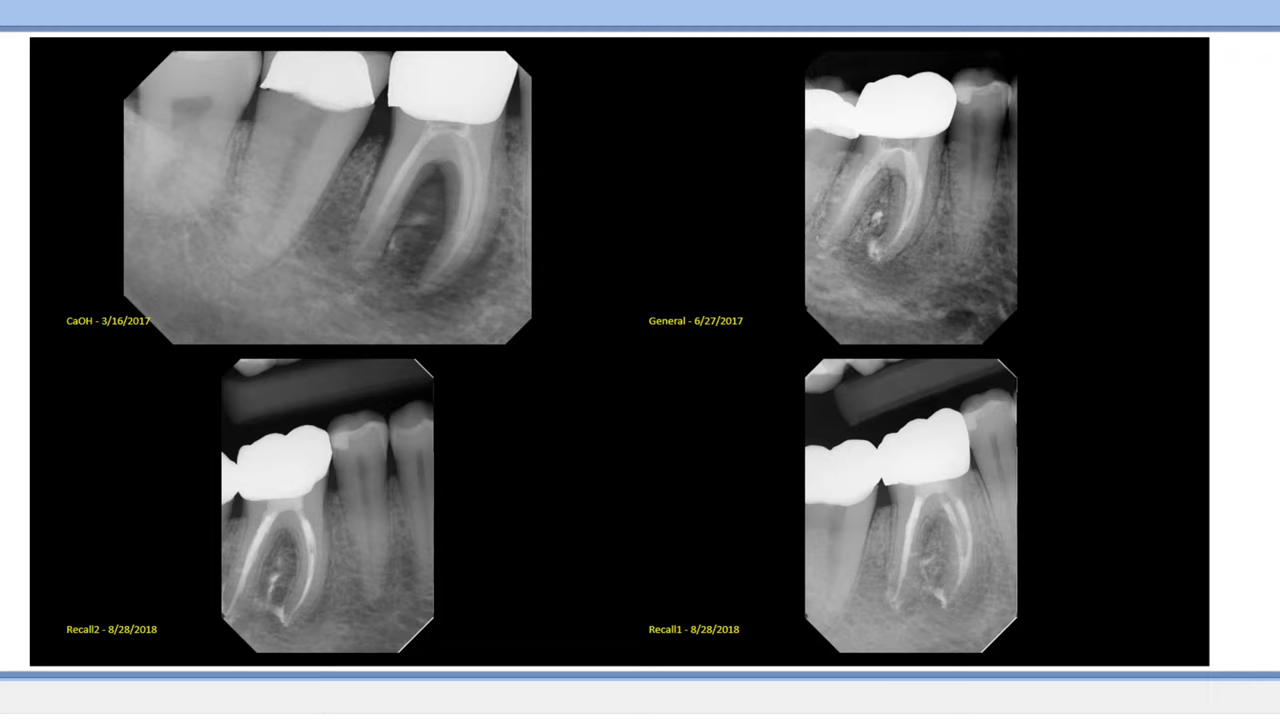 CaOH - 3/16/2017
General - 6/27/2017
Recall2 - 8/28/2018
Recall1 - 8/28/2018